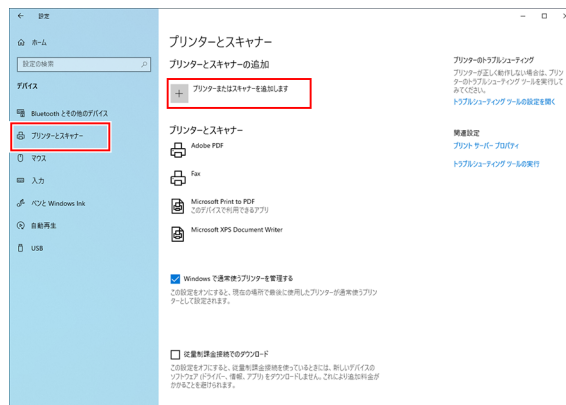 設定
ホーム
設定の検索
デバイス
Bluetooth とその他のデバイス
プリンターとスキャナー
マウス
入力
ペンと Windows Ink
自動再生
USB
プリンターとスキャナー
プリンターとスキャナーの追加
プリンターまたはスキャナーを追加します
プリンターとスキャナー
Adobe PDF
Fax
Microsoft Print to PDF
このデバイスで利用できるアプリ
Microsoft XPS Document Writer
Windows で通常使うプリンターを管理する
この設定をオンにすると、現在の場所で最後に使用したプリンターが通常使うプリン
ターとして設定されます。
従量制課金接続でのダウンロード
この設定をオフにすると、従量制課金接続を使っているときには、新しいデバイスの
ソフトウェア (ドライバー、情報、アプリ) をダウンロードしません。これにより追加料金が
かかることを避けられます。
プリンターのトラブルシューティング
プリンターが正しく動作しない場合は、プリン
ターのトラブルシューティング ツールを実行して
みてください。
トラブルシューティング ツールの設定を開く
関連設定
プリント サーバー プロパティ
トラブルシューティング ツールの実行